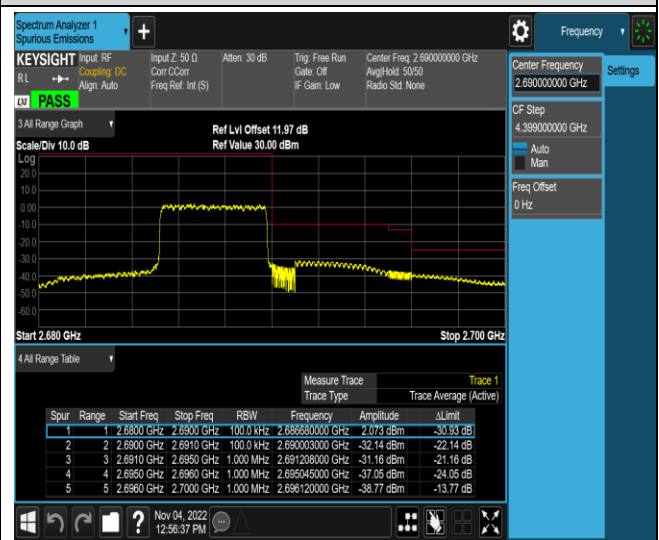 Spectrum Analyzer 1
Spurious Emissions
Frequency
KEYSIGHT Input: RF Input Z: 50 Ω Atten: 30 dB Trig: Free Run Center Freq: 2.690000000 GHz
RL Coupling: DC Corr CCorr Gate: Off Avg|Hold: 50/50
Align: Auto Freq Ref: Int (S) IF Gain: Low Radio Std: None
LXI PASS
Center Frequency
2.690000000 GHz
Settings
CF Step
4.399000000 GHz
Auto
Man
Freq Offset
0 Hz
3 All Range Graph
Ref Lvl Offset 11.97 dB
Scale/Div 10.0 dB Ref Value 30.00 dBm
Log
20.0
10.0
0.00
-10.0
-20.0
-30.0
-40.0
-50.0
-60.0
Start 2.680 GHz Stop 2.700 GHz
4 All Range Table
Measure Trace Trace 1
Trace Type Trace Average (Active)
Spur Range Start Freq Stop Freq RBW Frequency Amplitude ΔLimit
1 1 2.6800 GHz 2.6900 GHz 100.0 kHz 2.686680000 GHz 2.073 dBm -30.93 dB
2 2 2.6900 GHz 2.6910 GHz 100.0 kHz 2.690003000 GHz -32.14 dBm -22.14 dB
3 3 2.6910 GHz 2.6950 GHz 1.000 MHz 2.691208000 GHz -31.16 dBm -21.16 dB
4 4 2.6950 GHz 2.6960 GHz 1.000 MHz 2.695045000 GHz -37.05 dBm -24.05 dB
5 5 2.6960 GHz 2.7000 GHz 1.000 MHz 2.696120000 GHz -38.77 dBm -13.77 dB
Nov 04, 2022
12:56:37 PM